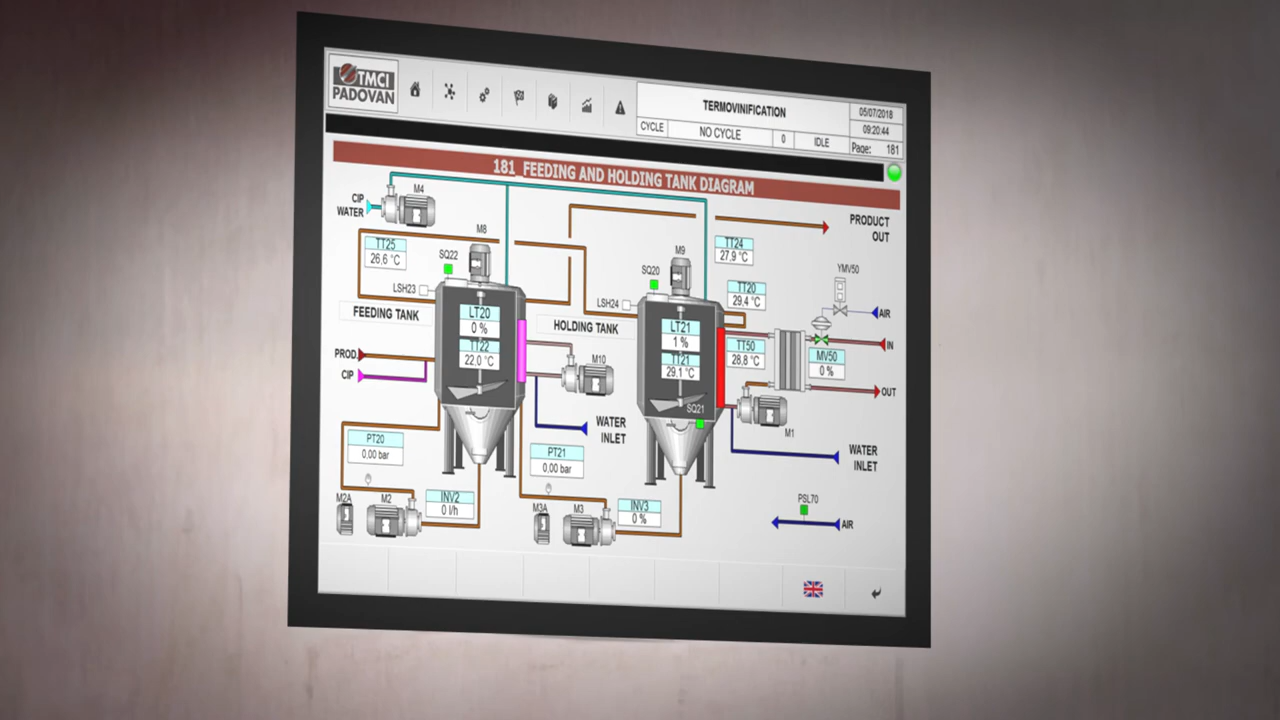 TMCI
PADOVAN
TERMOVINIFICATION
05/07/2018
CYCLE
NO CYCLE
0
IDLE
09:20:44
Page: 181
181 FEEDING AND HOLDING TANK DIAGRAM
CIP
WATER
M4
PRODUCT
OUT
TT25
26,6 °C
M8
SQ22
LSH23
M9
SQ20
LSH24
TT24
27,9 °C
TT20
29,4 °C
YMV50
AIR
FEEDING TANK
LT20
0 %
TT22
22,0 °C
HOLDING TANK
LT21
1 %
TT21
29,1 °C
SQ21
TT50
28,8 °C
MV50
0 %
IN
OUT
PROD.
CIP
M10
M1
WATER
INLET
WATER
INLET
PT20
0,00 bar
PT21
0,00 bar
M2A
M2
INV2
0 l/h
M3A
M3
INV3
0 %
PSL70
AIR